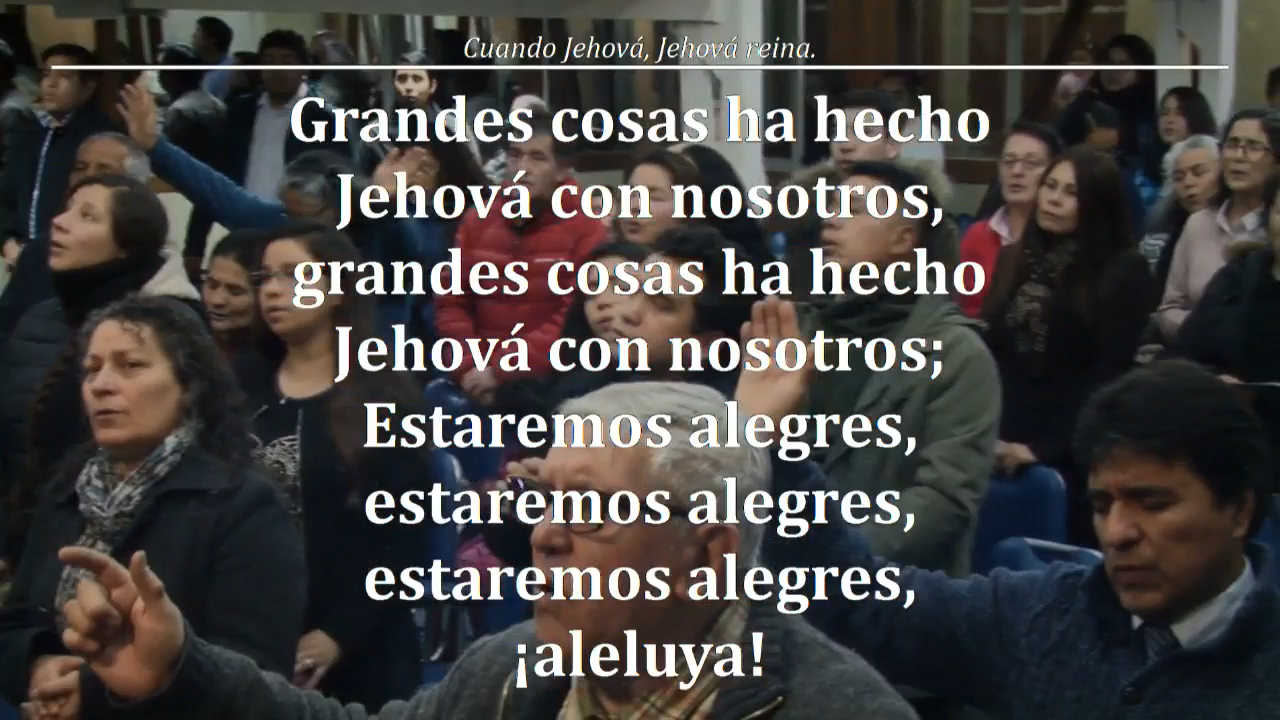 Cuando Jehová, Jehová reina.
Grandes cosas ha hecho
Jehová con nosotros,
grandes cosas ha hecho
Jehová con nosotros;
Estaremos alegres,
estaremos alegres,
estaremos alegres,
¡aleluya!